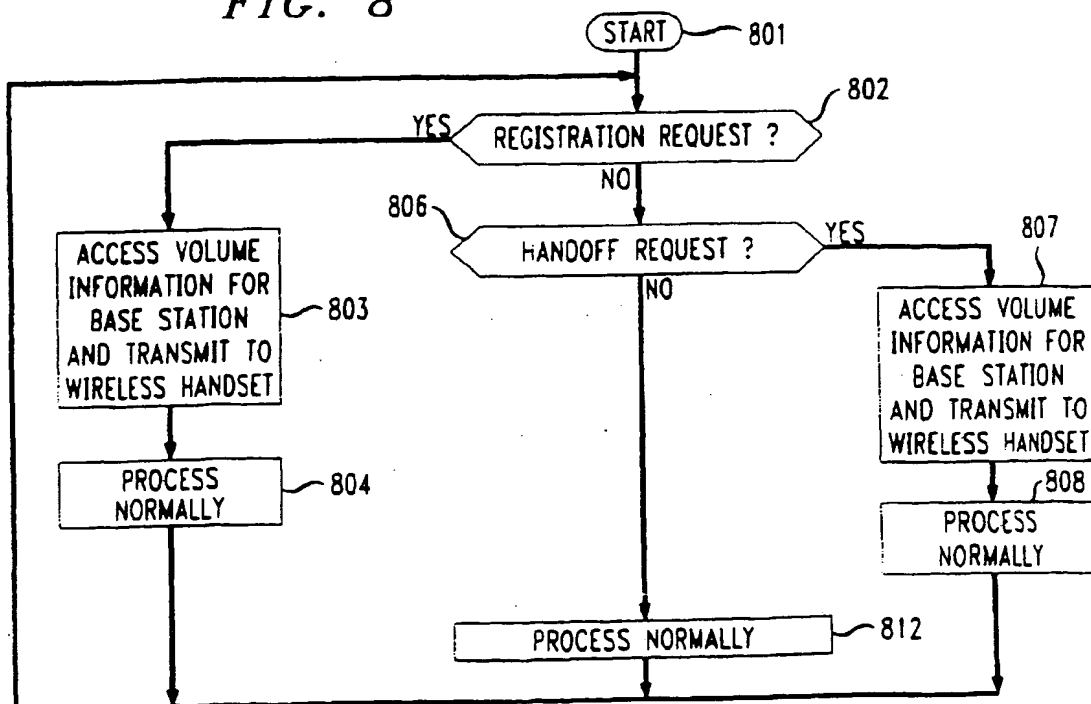 FIG. 8
START
801
802
REGISTRATION REQUEST ?
YES
NO
806
HANDOFF REQUEST ?
YES
NO
807
ACCESS VOLUME
INFORMATION FOR
BASE STATION
AND TRANSMIT TO
WIRELESS HANDSET
803
ACCESS VOLUME
INFORMATION FOR
BASE STATION
AND TRANSMIT TO
WIRELESS HANDSET
PROCESS
NORMALLY
804
808
PROCESS
NORMALLY
PROCESS NORMALLY
812